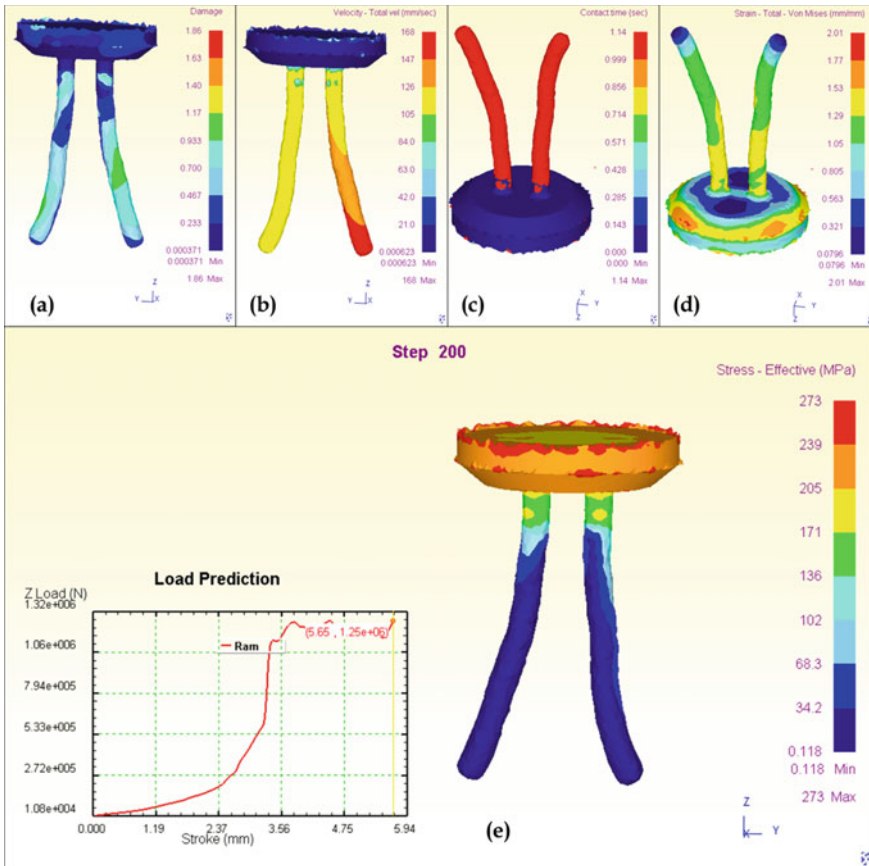 Damage
1.86
1.63
1.40
1.17
0.933
0.700
0.467
0.233
0.000371
0.000371 Min
1.86 Max
Z
Y X
(a)
Velocity - Total vel (mm/sec)
168
147
126
105
84.0
63.0
42.0
21.0
0.000623
0.000623 Min
168 Max
Z
Y X
(b)
Contact time (sec)
1.14
0.999
0.856
0.714
0.571
0.428
0.285
0.143
0.000
0.000 Min
1.14 Max
X
Y
Z
(c)
Strain - Total - Von Mises (mm/mm)
2.01
1.77
1.53
1.29
1.05
0.805
0.563
0.321
0.0796
0.0796 Min
2.01 Max
X
Y
Z
(d)
Step 200
Stress - Effective (MPa)
273
239
205
171
136
102
68.3
34.2
0.118
0.118 Min
273 Max
Z
X Y
(e)
Load Prediction
Z Load (N)
1.32e+006
1.06e+006
7.94e+005
5.33e+005
2.72e+005
1.08e+004
Ram
(5.65 , 1.25e+06)
0.000 1.19 2.37 3.56 4.75 5.94
Stroke (mm)